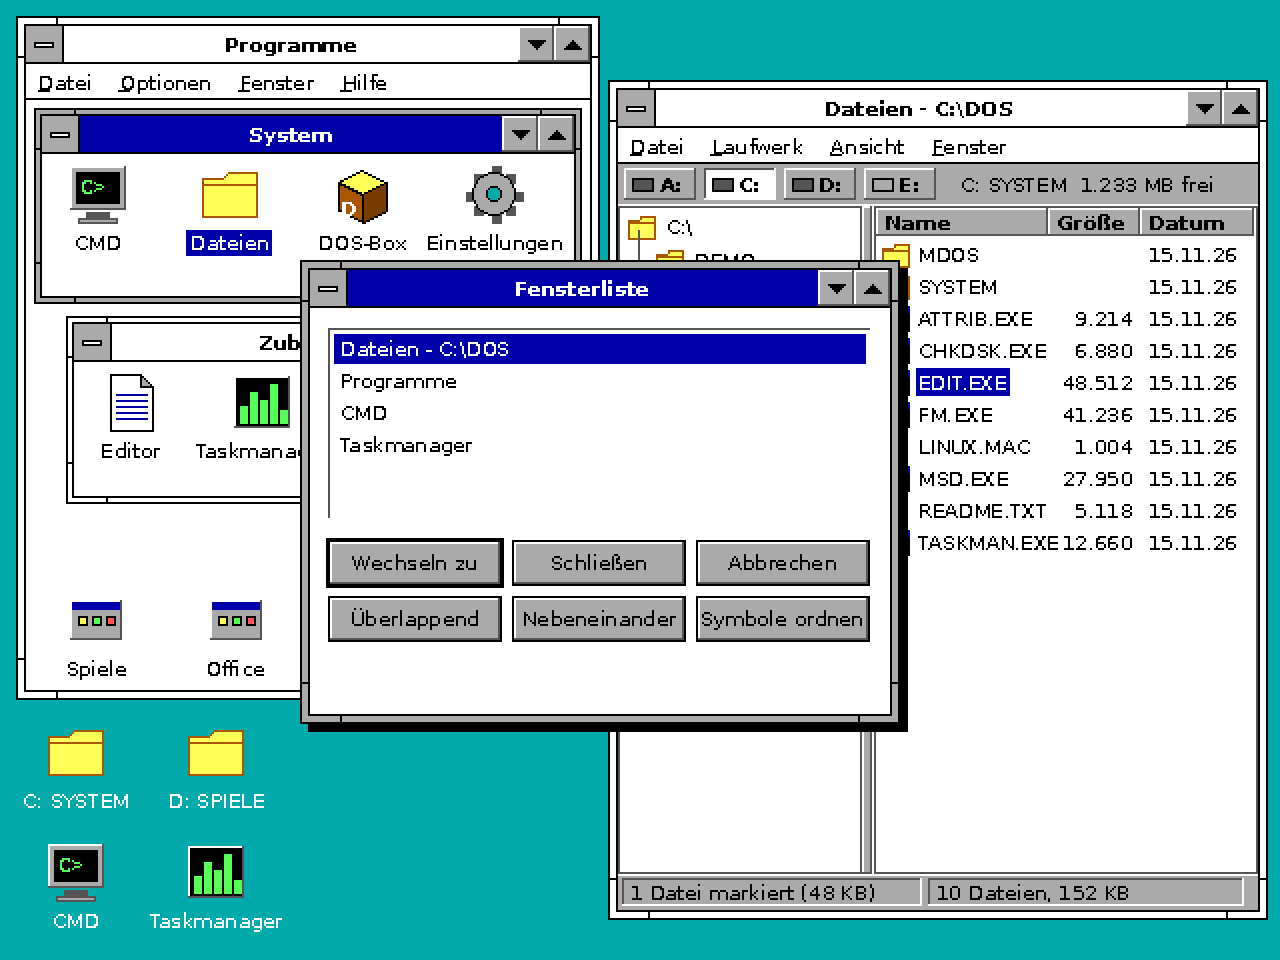 Programme
Datei Optionen Fenster Hilfe
System
C>
CMD
Dateien
D
DOS-Box
Einstellungen
Zub
Editor
Taskmana
Spiele
Office
C: SYSTEM
D: SPIELE
C>
CMD
Taskmanager
Fensterliste
Dateien - C:\DOS
Programme
CMD
Taskmanager
Wechseln zu
Schließen
Abbrechen
Überlappend
Nebeneinander
Symbole ordnen
Dateien - C:\DOS
Datei Laufwerk Ansicht Fenster
A: C: D: E: C: SYSTEM 1.233 MB frei
C:\
DEMO
Name Größe Datum
MDOS 15.11.26
SYSTEM 15.11.26
ATTRIB.EXE 9.214 15.11.26
CHKDSK.EXE 6.880 15.11.26
EDIT.EXE 48.512 15.11.26
FM.EXE 41.236 15.11.26
LINUX.MAC 1.004 15.11.26
MSD.EXE 27.950 15.11.26
README.TXT 5.118 15.11.26
TASKMAN.EXE 12.660 15.11.26
1 Datei markiert (48 KB)
10 Dateien, 152 KB